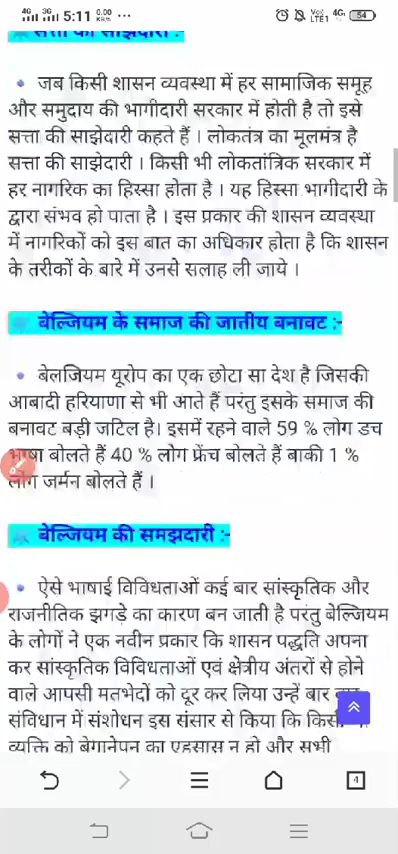 4G 3G 5:11 0.00 KB/s ... Vo) LTE1 4G 54
सत्ता की साझेदारी :
• जब किसी शासन व्यवस्था में हर सामाजिक समूह
और समुदाय की भागीदारी सरकार में होती है तो इसे
सत्ता की साझेदारी कहते हैं । लोकतंत्र का मूलमंत्र है
सत्ता की साझेदारी । किसी भी लोकतांत्रिक सरकार में
हर नागरिक का हिस्सा होता है । यह हिस्सा भागीदारी के
द्वारा संभव हो पाता है । इस प्रकार की शासन व्यवस्था
में नागरिकों को इस बात का अधिकार होता है कि शासन
के तरीकों के बारे में उनसे सलाह ली जाये ।
बेल्जियम के समाज की जातीय बनावट :-
• बेलजियम यूरोप का एक छोटा सा देश है जिसकी
आबादी हरियाणा से भी आते हैं परंतु इसके समाज की
बनावट बड़ी जटिल है। इसमें रहने वाले 59 % लोग डच
भाषा बोलते हैं 40 % लोग फ्रेंच बोलते हैं बाकी 1 %
लोग जर्मन बोलते हैं ।
बेल्जियम की समझदारी :-
• ऐसे भाषाई विविधताओं कई बार सांस्कृतिक और
राजनीतिक झगड़े का कारण बन जाती है परंतु बेल्जियम
के लोगों ने एक नवीन प्रकार कि शासन पद्धति अपना
कर सांस्कृतिक विविधताओं एवं क्षेत्रीय अंतरों से होने
वाले आपसी मतभेदों को दूर कर लिया उन्हें बार
संविधान में संशोधन इस संसार से किया कि किसी
व्यक्ति को बेगानेपन का एहसास न हो और सभी
4